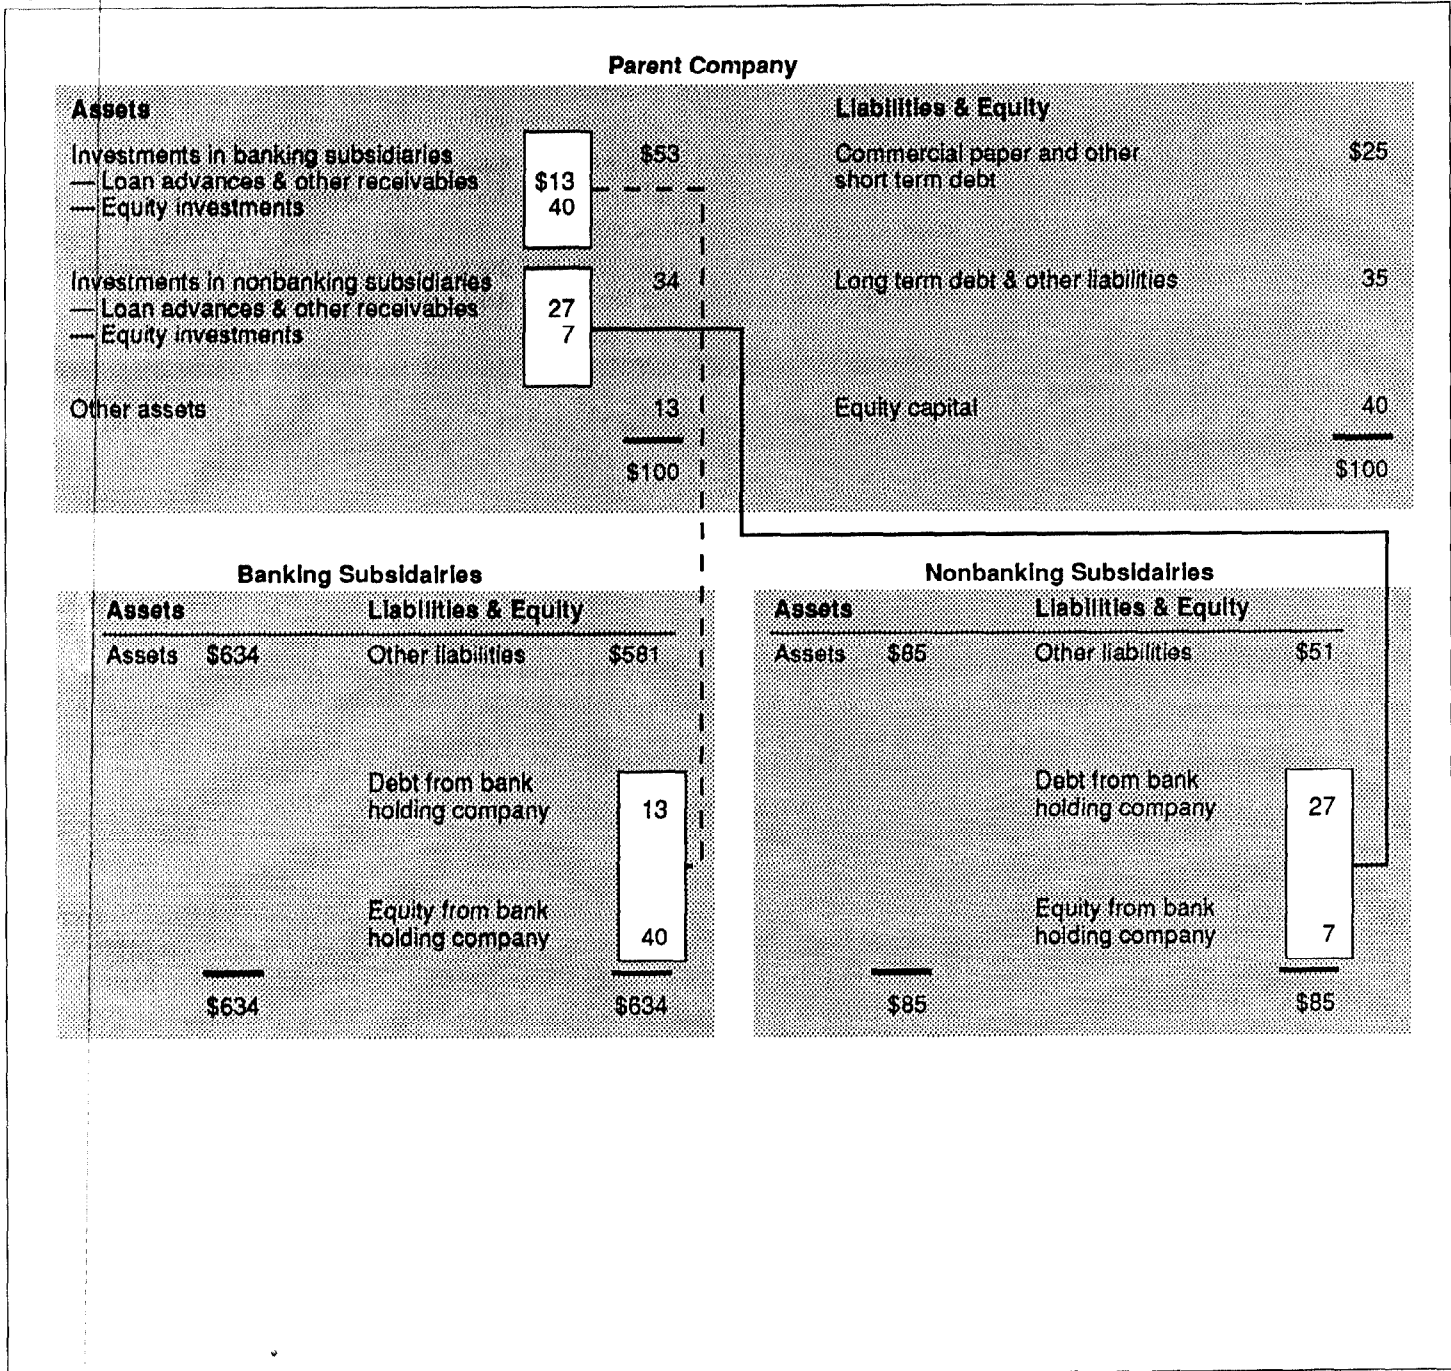 Parent Company
Assets
Liabilities & Equity
Investments in banking subsidiaries $53
— Loan advances & other receivables $13
— Equity investments 40
Commercial paper and other $25
short term debt
Investments in nonbanking subsidiaries 34
— Loan advances & other receivables 27
— Equity investments 7
Long term debt & other liabilities 35
Other assets 13
Equity capital 40
$100
$100
Banking Subsidairies
Assets Liabilities & Equity
Assets $634 Other liabilities $581
Debt from bank
holding company 13
Equity from bank
holding company 40
$634 $634
Nonbanking Subsidairies
Assets Liabilities & Equity
Assets $85 Other liabilities $51
Debt from bank
holding company 27
Equity from bank
holding company 7
$85 $85